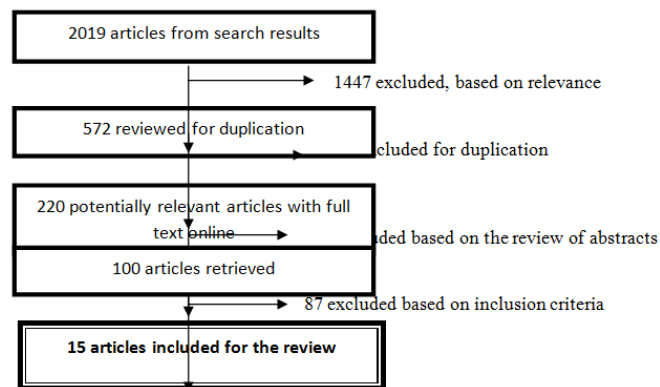 2019 articles from search results
1447 excluded, based on relevance
572 reviewed for duplication
cluded for duplication
220 potentially relevant articles with full
text online
uded based on the review of abstracts
100 articles retrieved
87 excluded based on inclusion criteria
15 articles included for the review